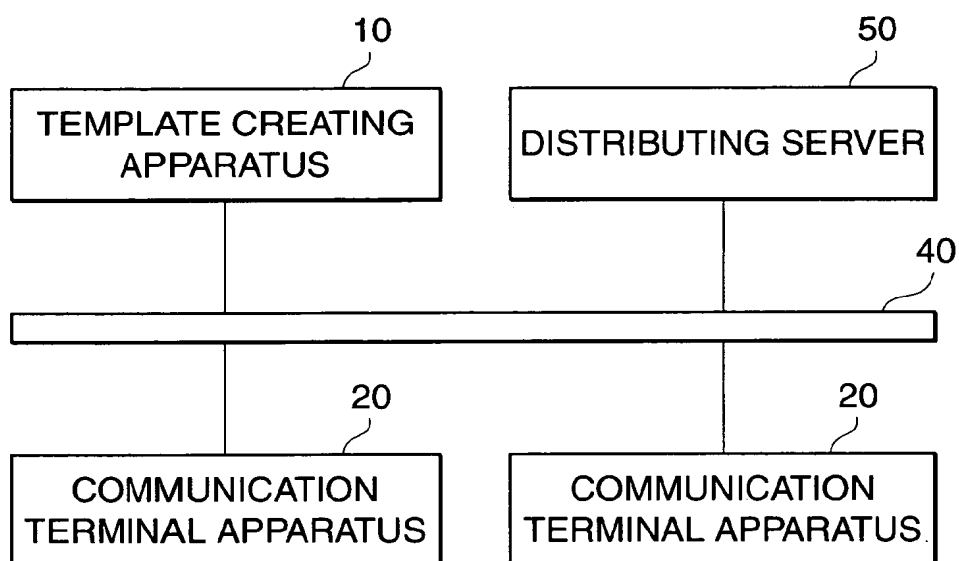 10
50
TEMPLATE CREATING
APPARATUS
DISTRIBUTING SERVER
40
20
20
COMMUNICATION
TERMINAL APPARATUS
COMMUNICATION
TERMINAL APPARATUS